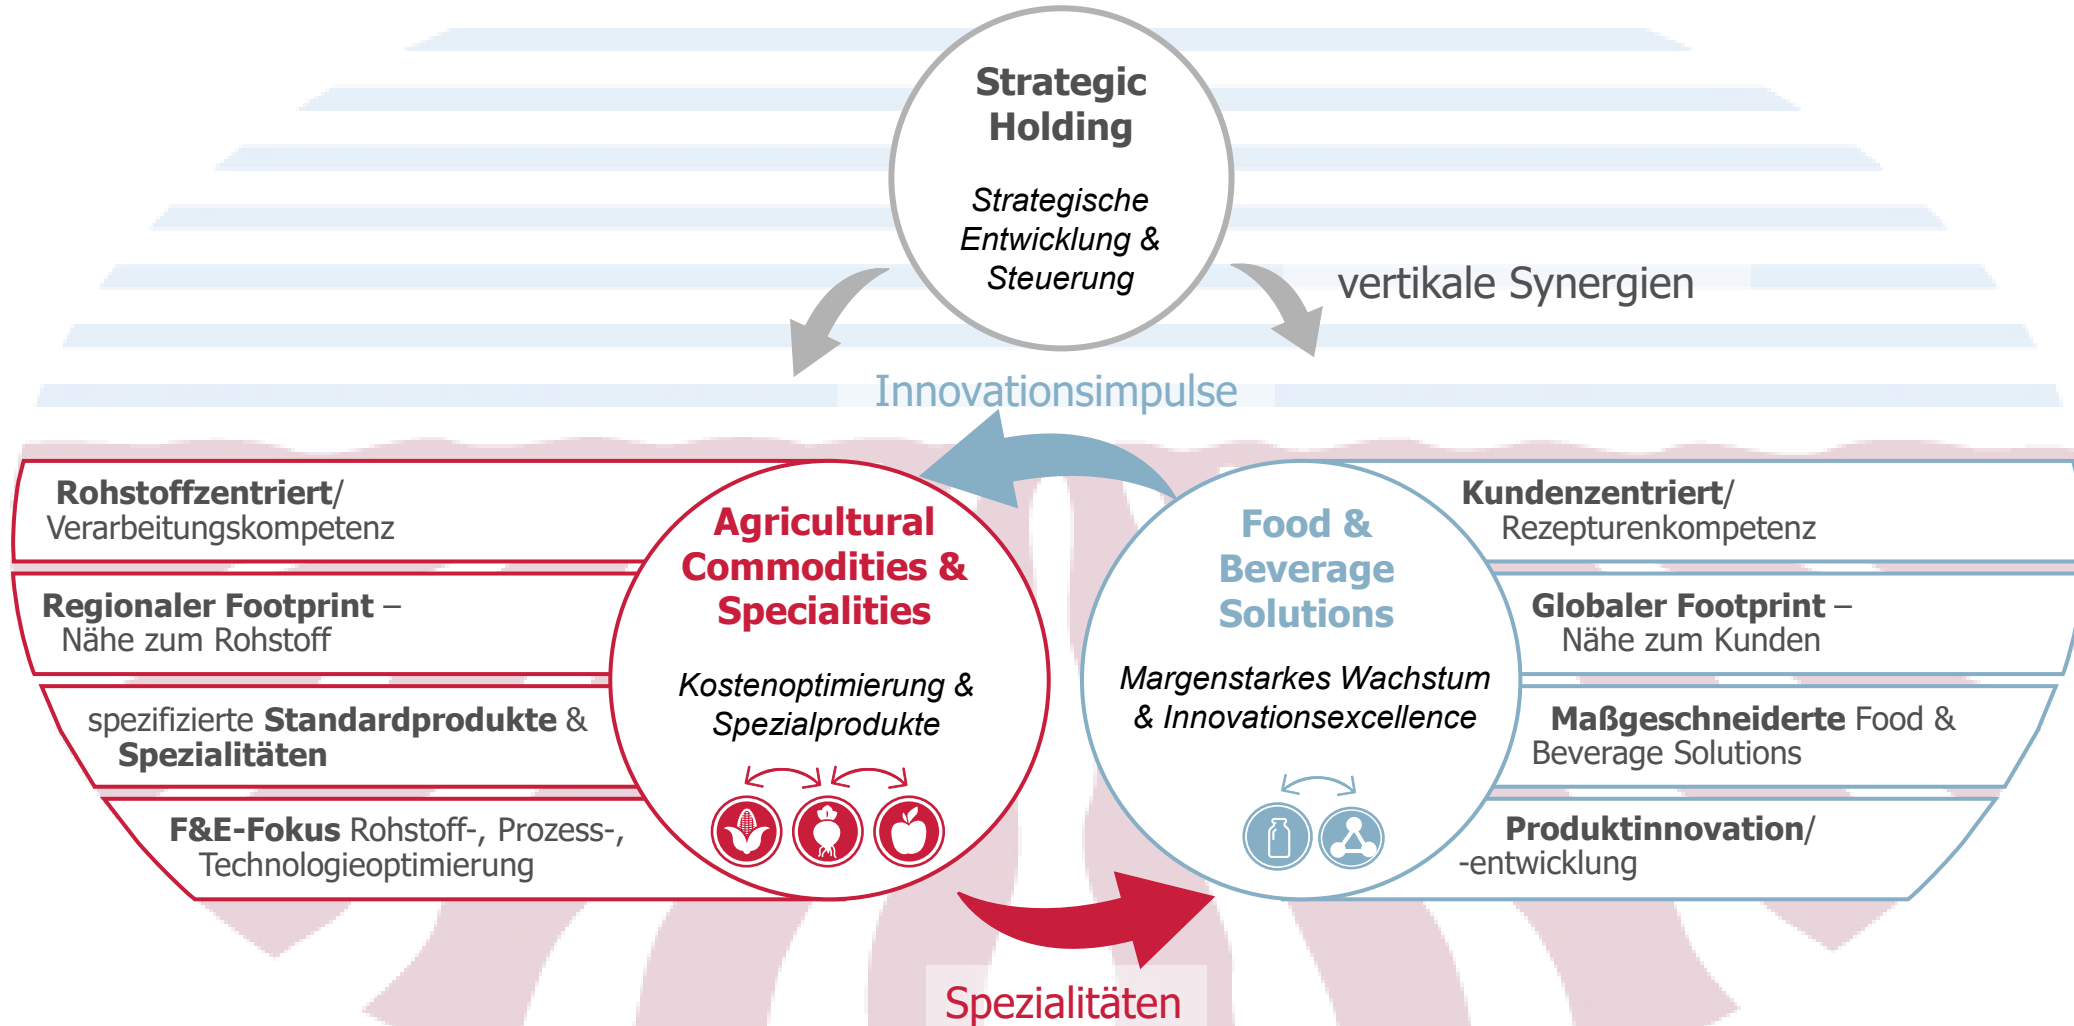 Strategic
Holding
Strategische
Entwicklung &
Steuerung
vertikale Synergien
Innovationsimpulse
Rohstoffzentriert/
Verarbeitungskompetenz
Regionaler Footprint –
Nähe zum Rohstoff
spezifizierte Standardprodukte &
Spezialitäten
F&E-Fokus Rohstoff-, Prozess-,
Technologieoptimierung
Agricultural
Commodities &
Specialities
Kostenoptimierung &
Spezialprodukte
Food &
Beverage
Solutions
Margenstarkes Wachstum
& Innovationsexcellence
Kundenzentriert/
Rezepturenkompetenz
Globaler Footprint –
Nähe zum Kunden
Maßgeschneiderte Food &
Beverage Solutions
Produktinnovation/
-entwicklung
Spezialitäten